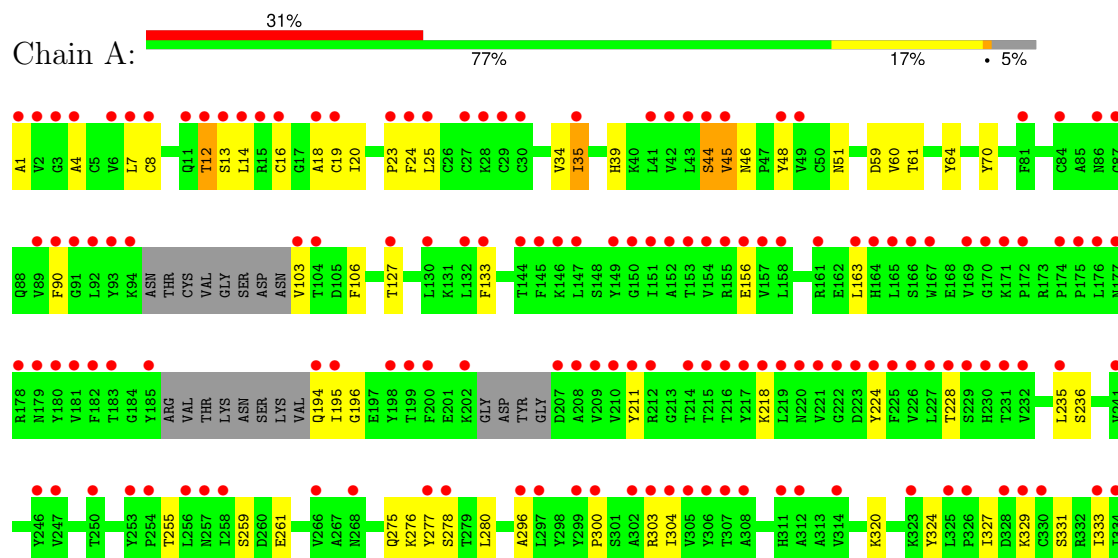 Chain A:
31%
77% 17% • 5%
A1 V2 G3 A4 C5 V6 L7 C8 Q11 T12 S13 L14 R15 C16 G17 A18 C19 I20 P23 F24 L25 C26 C27 K28 C29 C30 V34 I35 H39 K40 L41 V42 L43 S44 V45 N46 P47 Y48 V49 C50 N51 D59 V60 T61 Y64 Y70 F81 C84 A85 N86 G87
Q88 V89 F90 G91 L92 Y93 K94 ASN THR CYS VAL GLY SER ASP ASN V103 T104 D105 F106 T127 L130 K131 L132 F133 T144 F145 K146 L147 S148 Y149 G150 I151 A152 T153 V154 R155 E156 V157 L158 R161 E162 L163 H164 L165 S166 W167 E168 V169 G170 K171 P172 R173 P174 P175 L176 N177
R178 N179 Y180 V181 F182 T183 G184 Y185 ARG VAL THR LYS ASN SER LYS VAL Q194 I195 G196 E197 Y198 T199 F200 E201 K202 GLY ASP TYR GLY D207 A208 V209 V210 Y211 R212 G213 T214 T215 T216 Y217 K218 L219 N220 V221 G222 D223 Y224 F225 V226 L227 T228 S229 H230 T231 V232 L235 S236
Y246 V247 T250 Y253 P254 T255 L256 N257 I258 S259 D260 E261 V266 A267 N268 Q275 K276 Y277 S278 T279 L280 A296 L297 Y298 Y299 P300 S301 A302 R303 I304 V305 Y306 T307 A308 H311 A312 A313 V314 K320 K323 Y324 L325 P326 I327 D328 K329 C330 S331 R332 I333